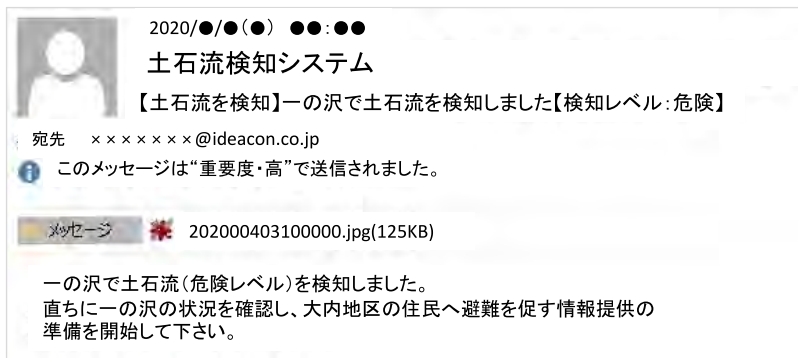 2020/●/●(●) ●●:●●
土石流検知システム
【土石流を検知】一の沢で土石流を検知しました【検知レベル:危険】
宛先 ×××××××@ideacon.co.jp
このメッセージは“重要度・高”で送信されました。
メッセージ 202000403100000.jpg(125KB)
一の沢で土石流(危険レベル)を検知しました。
直ちに一の沢の状況を確認し、大内地区の住民へ避難を促す情報提供の
準備を開始して下さい。